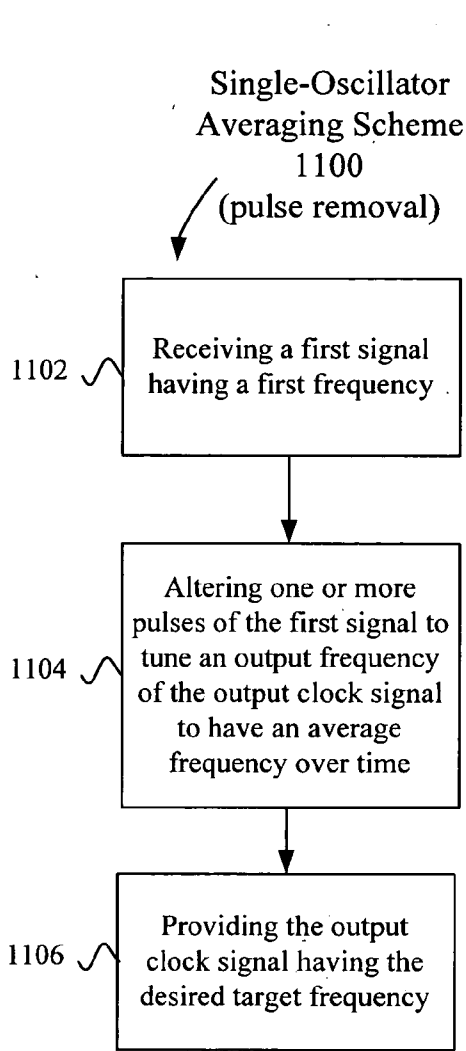 Single-Oscillator
Averaging Scheme
1100
(pulse removal)
1102
Receiving a first signal
having a first frequency
1104
Altering one or more
pulses of the first signal to
tune an output frequency
of the output clock signal
to have an average
frequency over time
1106
Providing the output
clock signal having the
desired target frequency